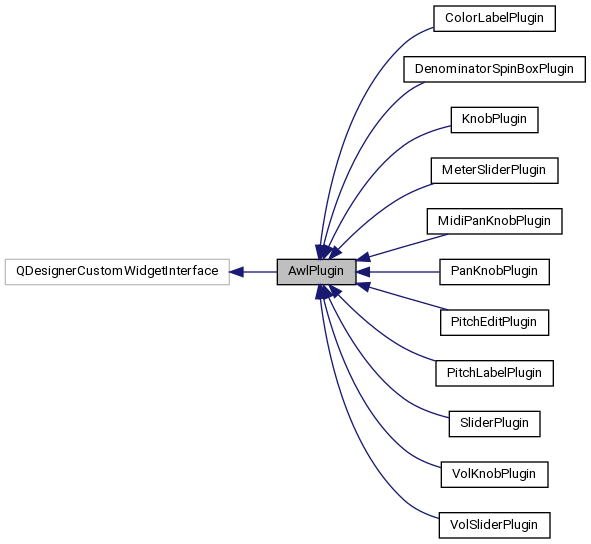 ColorLabelPlugin
DenominatorSpinBoxPlugin
KnobPlugin
MeterSliderPlugin
MidiPanKnobPlugin
QDesignerCustomWidgetInterface
AwlPlugin
PanKnobPlugin
PitchEditPlugin
PitchLabelPlugin
SliderPlugin
VolKnobPlugin
VolSliderPlugin